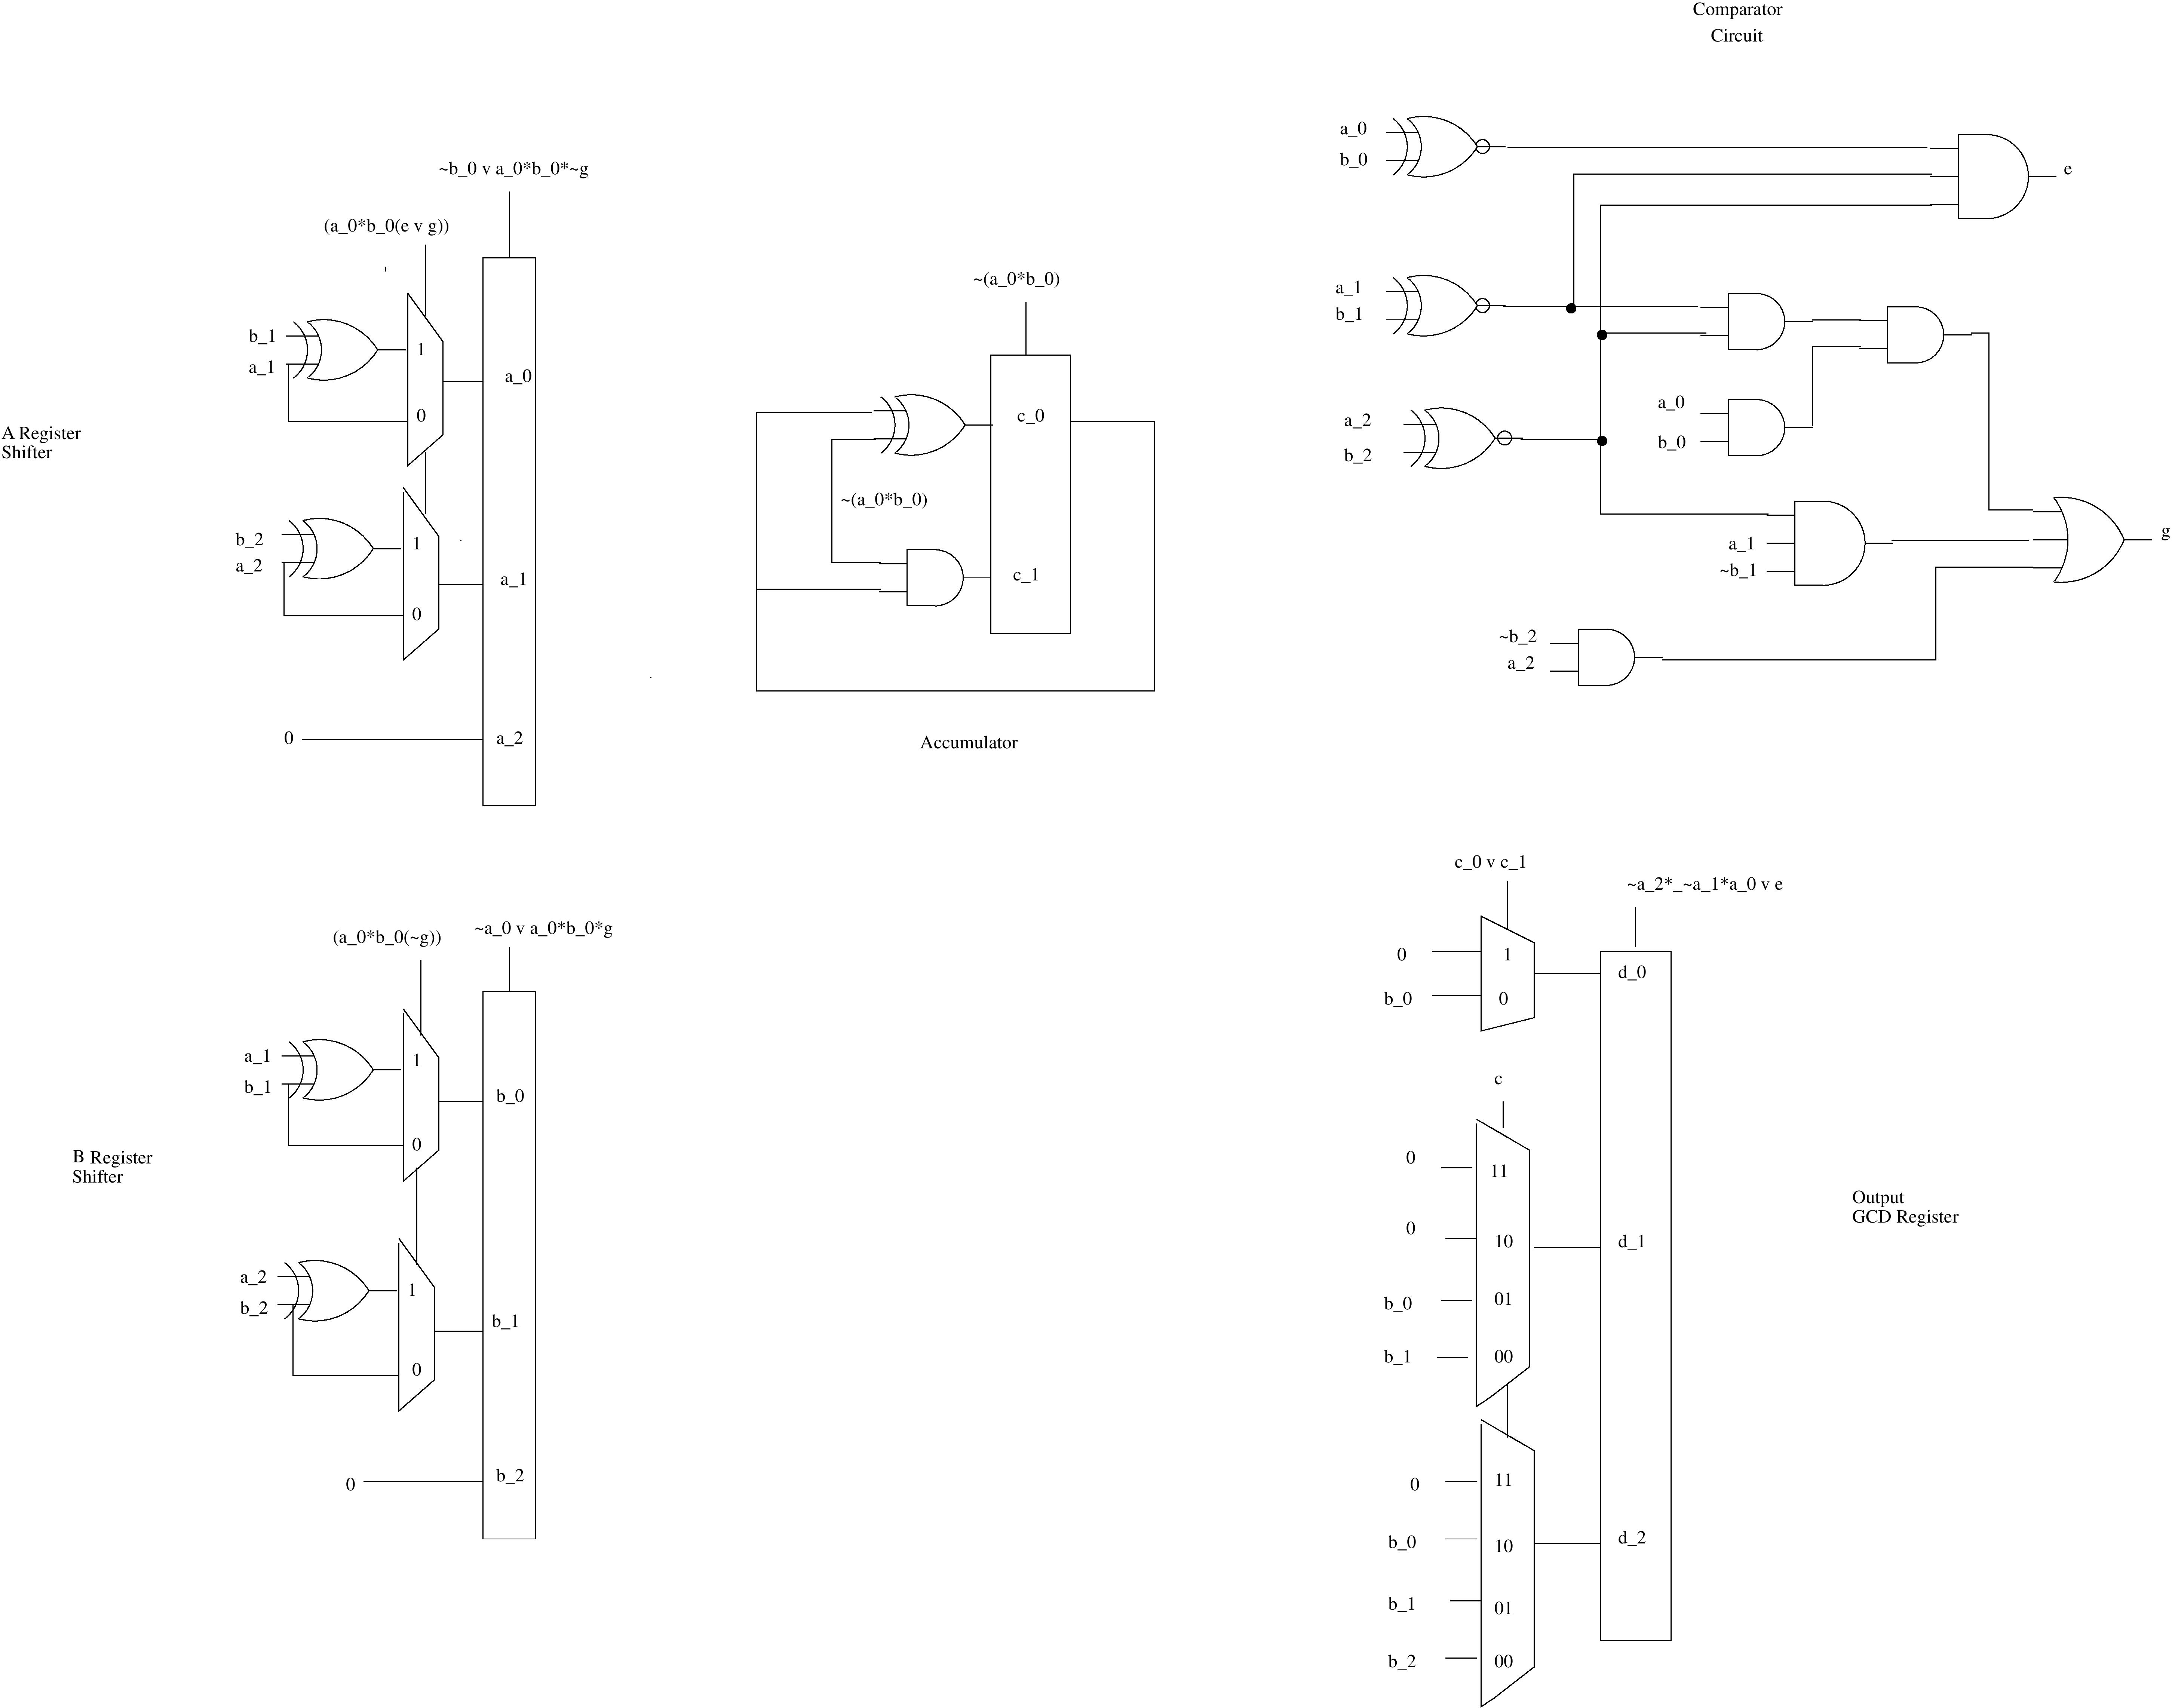 Comparator
Circuit
a_0
b_0
e
a_1
b_1
a_2
b_2
a_0
b_0
a_1
~b_1
~b_2
a_2
g
~b_0 v a_0*b_0*~g
(a_0*b_0(e v g))
b_1
a_1
1
0
a_0
A Register
Shifter
b_2
a_2
1
0
a_1
0
a_2
~(a_0*b_0)
c_0
~(a_0*b_0)
c_1
Accumulator
(a_0*b_0(~g))
~a_0 v a_0*b_0*g
a_1
b_1
1
0
b_0
B Register
Shifter
a_2
b_2
1
0
b_1
0
b_2
c_0 v c_1
~a_2*_~a_1*a_0 v e
0
1
b_0
0
d_0
c
0
11
0
10
b_0
01
b_1
00
d_1
Output
GCD Register
0
11
b_0
10
b_1
01
b_2
00
d_2